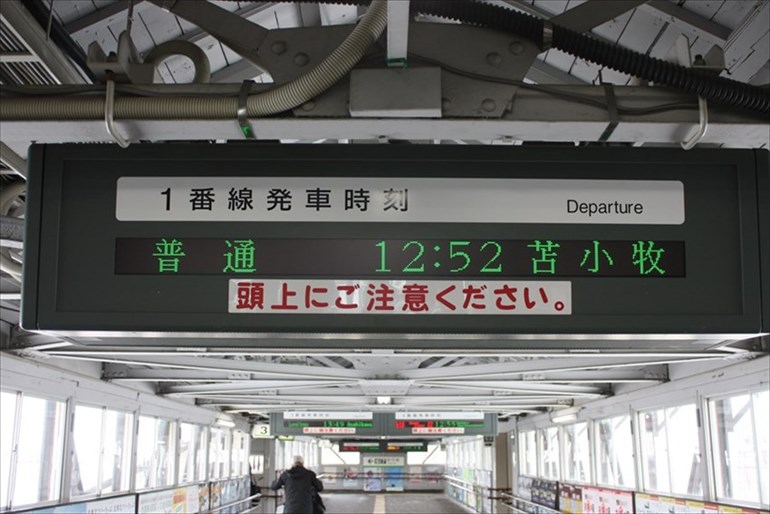 1番線発車時刻 Departure
普通 12:52 苫小牧
頭上にご注意ください。
3